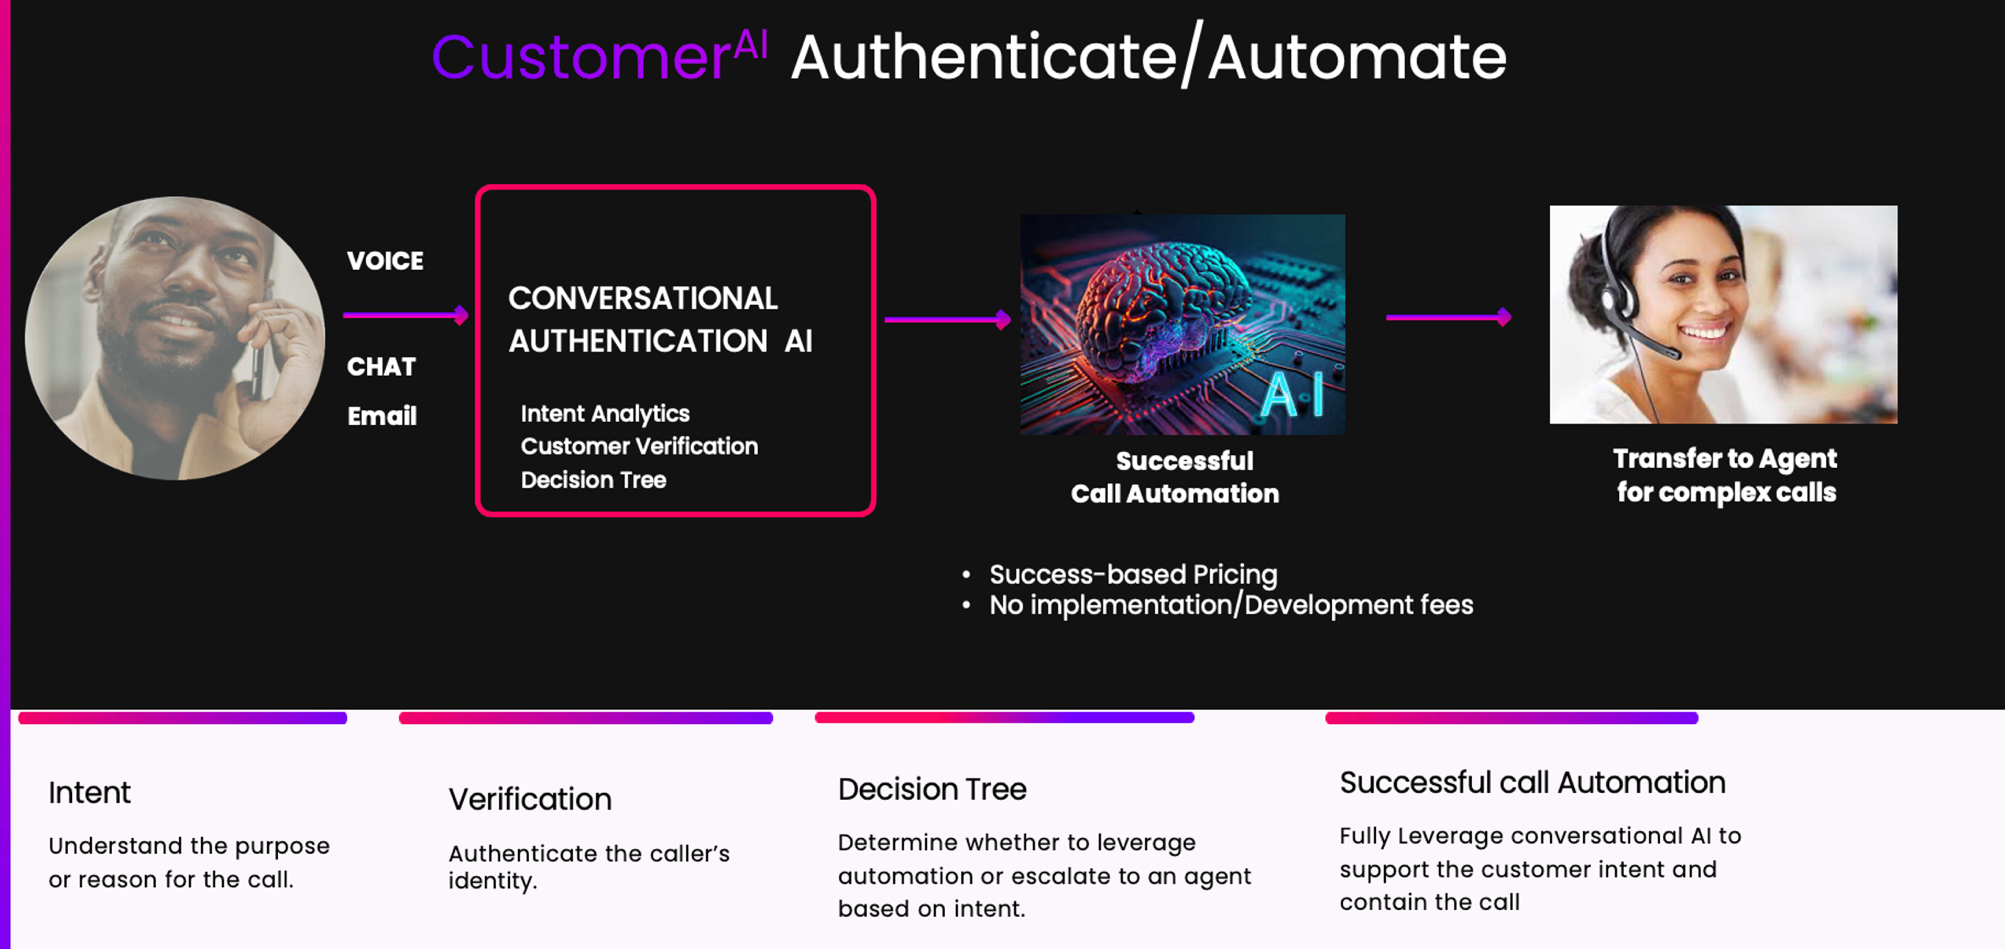 CustomerAI Authenticate/Automate
VOICE
CHAT
Email
CONVERSATIONAL
AUTHENTICATION AI
Intent Analytics
Customer Verification
Decision Tree
AI
Successful
Call Automation
Transfer to Agent
for complex calls
• Success-based Pricing
• No implementation/Development fees
Intent
Understand the purpose
or reason for the call.
Verification
Authenticate the caller’s
identity.
Decision Tree
Determine whether to leverage
automation or escalate to an agent
based on intent.
Successful call Automation
Fully Leverage conversational AI to
support the customer intent and
contain the call